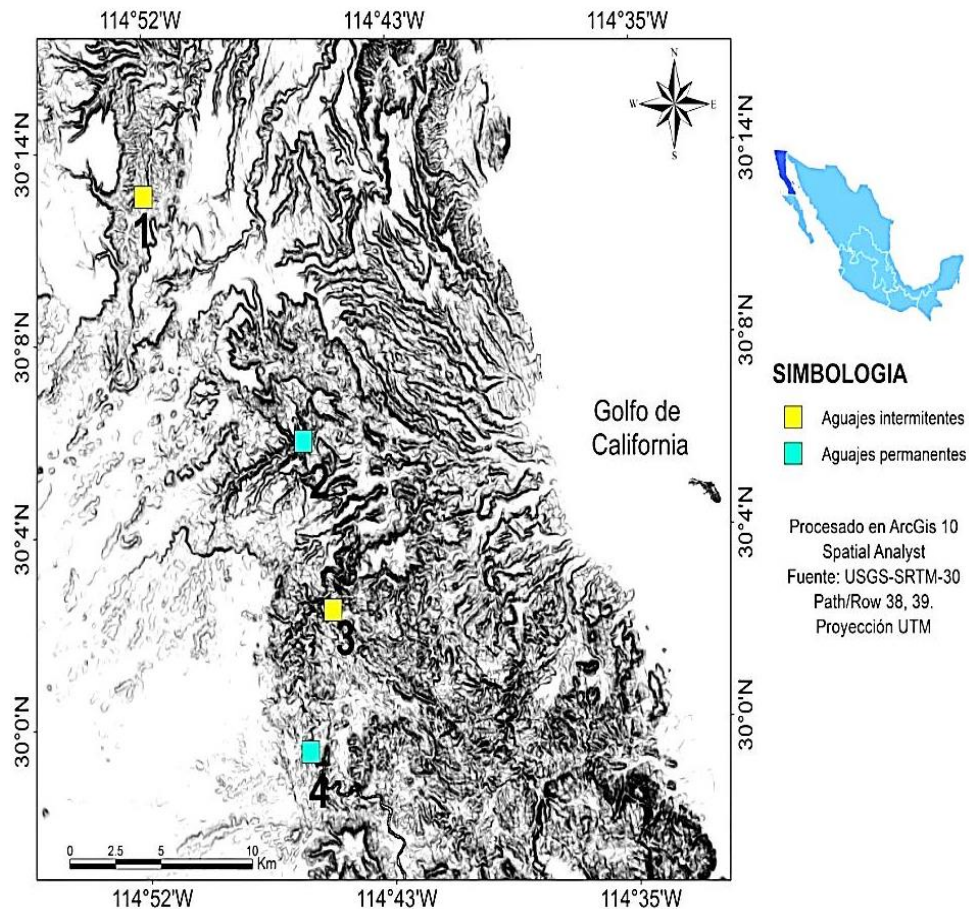 114°52'W 114°43'W 114°35'W
N
W E
S
30°14'N 30°14'N
1
30°8'N 30°8'N
SIMBOLOGIA
Golfo de
California
Aguajes intermitentes
Aguajes permanentes
2
30°4'N 30°4'N
Procesado en ArcGis 10
Spatial Analyst
Fuente: USGS-SRTM-30
Path/Row 38, 39.
Proyección UTM
3
30°0'N 30°0'N
4
0 2.5 5 10
Km
114°52'W 114°43'W 114°35'W